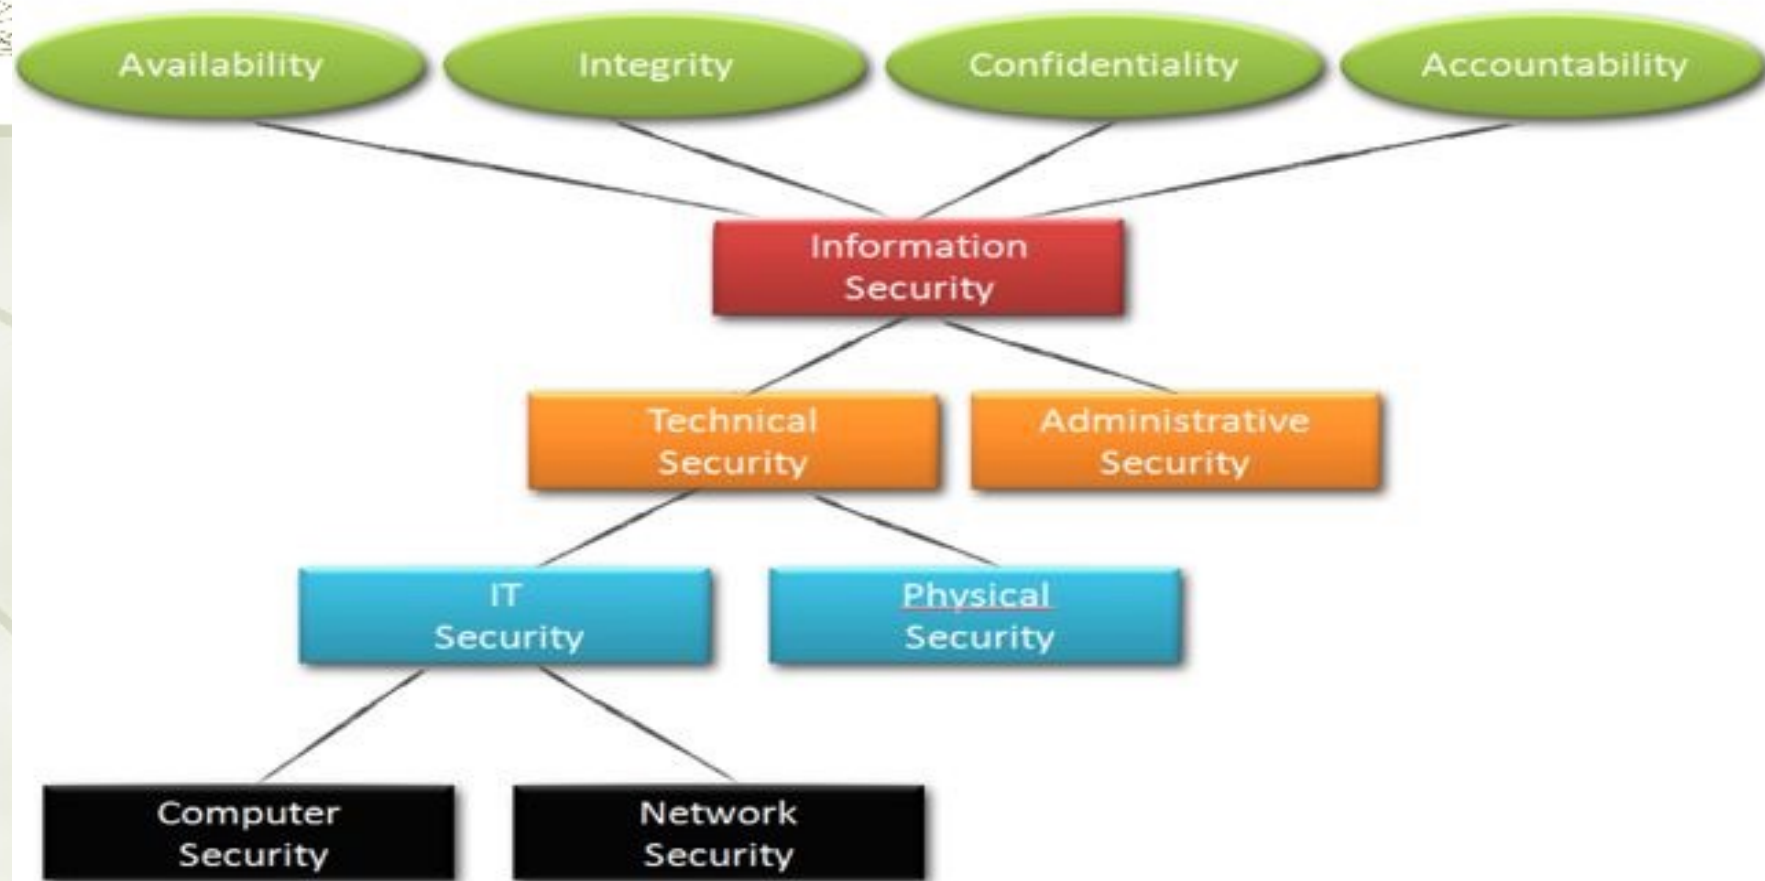 Availability
Integrity
Confidentiality
Accountability
Information
Security
Technical
Security
Administrative
Security
IT
Security
Physical
Security
Computer
Security
Network
Security